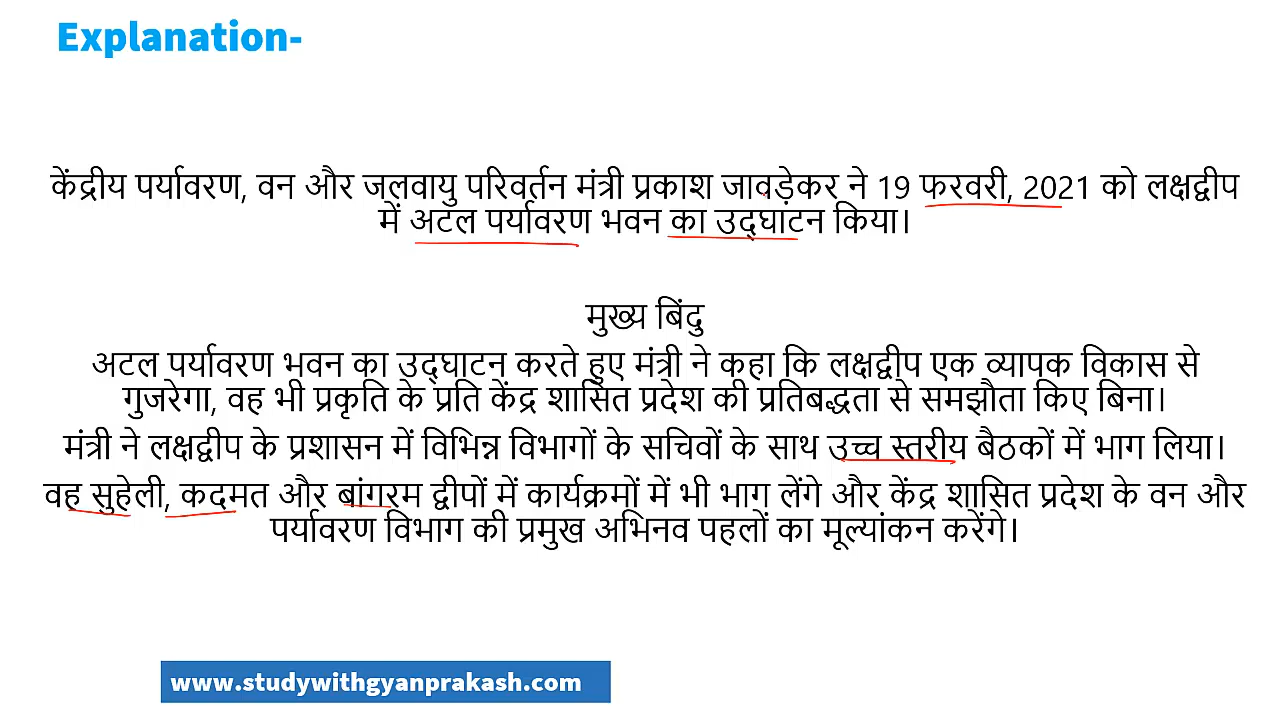 Explanation-
केंद्रीय पर्यावरण, वन और जलवायु परिवर्तन मंत्री प्रकाश जावड़ेकर ने 19 फरवरी, 2021 को लक्षद्वीप
में अटल पर्यावरण भवन का उद्घाटन किया।
मुख्य बिंदु
अटल पर्यावरण भवन का उद्घाटन करते हुए मंत्री ने कहा कि लक्षद्वीप एक व्यापक विकास से
गुजरेगा, वह भी प्रकृति के प्रति केंद्र शासित प्रदेश की प्रतिबद्धता से समझौता किए बिना।
मंत्री ने लक्षद्वीप के प्रशासन में विभिन्न विभागों के सचिवों के साथ उच्च स्तरीय बैठकों में भाग लिया।
वह सुहेली, कदमत और बांगरम द्वीपों में कार्यक्रमों में भी भाग लेंगे और केंद्र शासित प्रदेश के वन और
पर्यावरण विभाग की प्रमुख अभिनव पहलों का मूल्यांकन करेंगे।
www.studywithgyanprakash.com